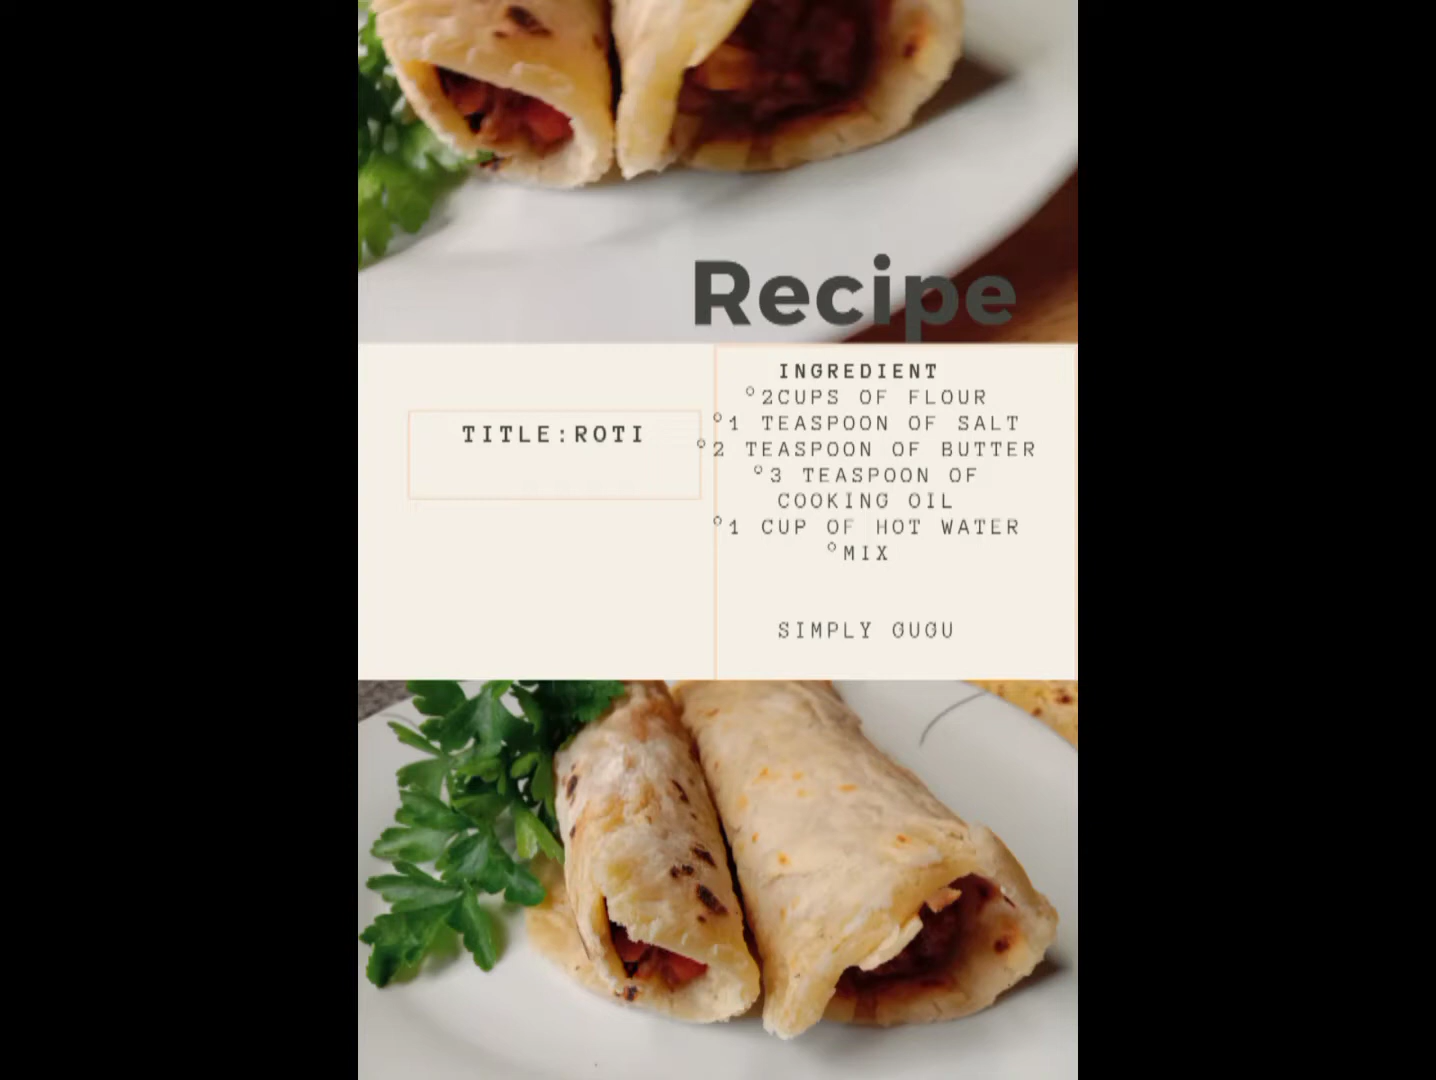 Recipe
TITLE:ROTI
INGREDIENT
°2CUPS OF FLOUR
°1 TEASPOON OF SALT
°2 TEASPOON OF BUTTER
°3 TEASPOON OF
COOKING OIL
°1 CUP OF HOT WATER
°MIX
SIMPLY GUGU